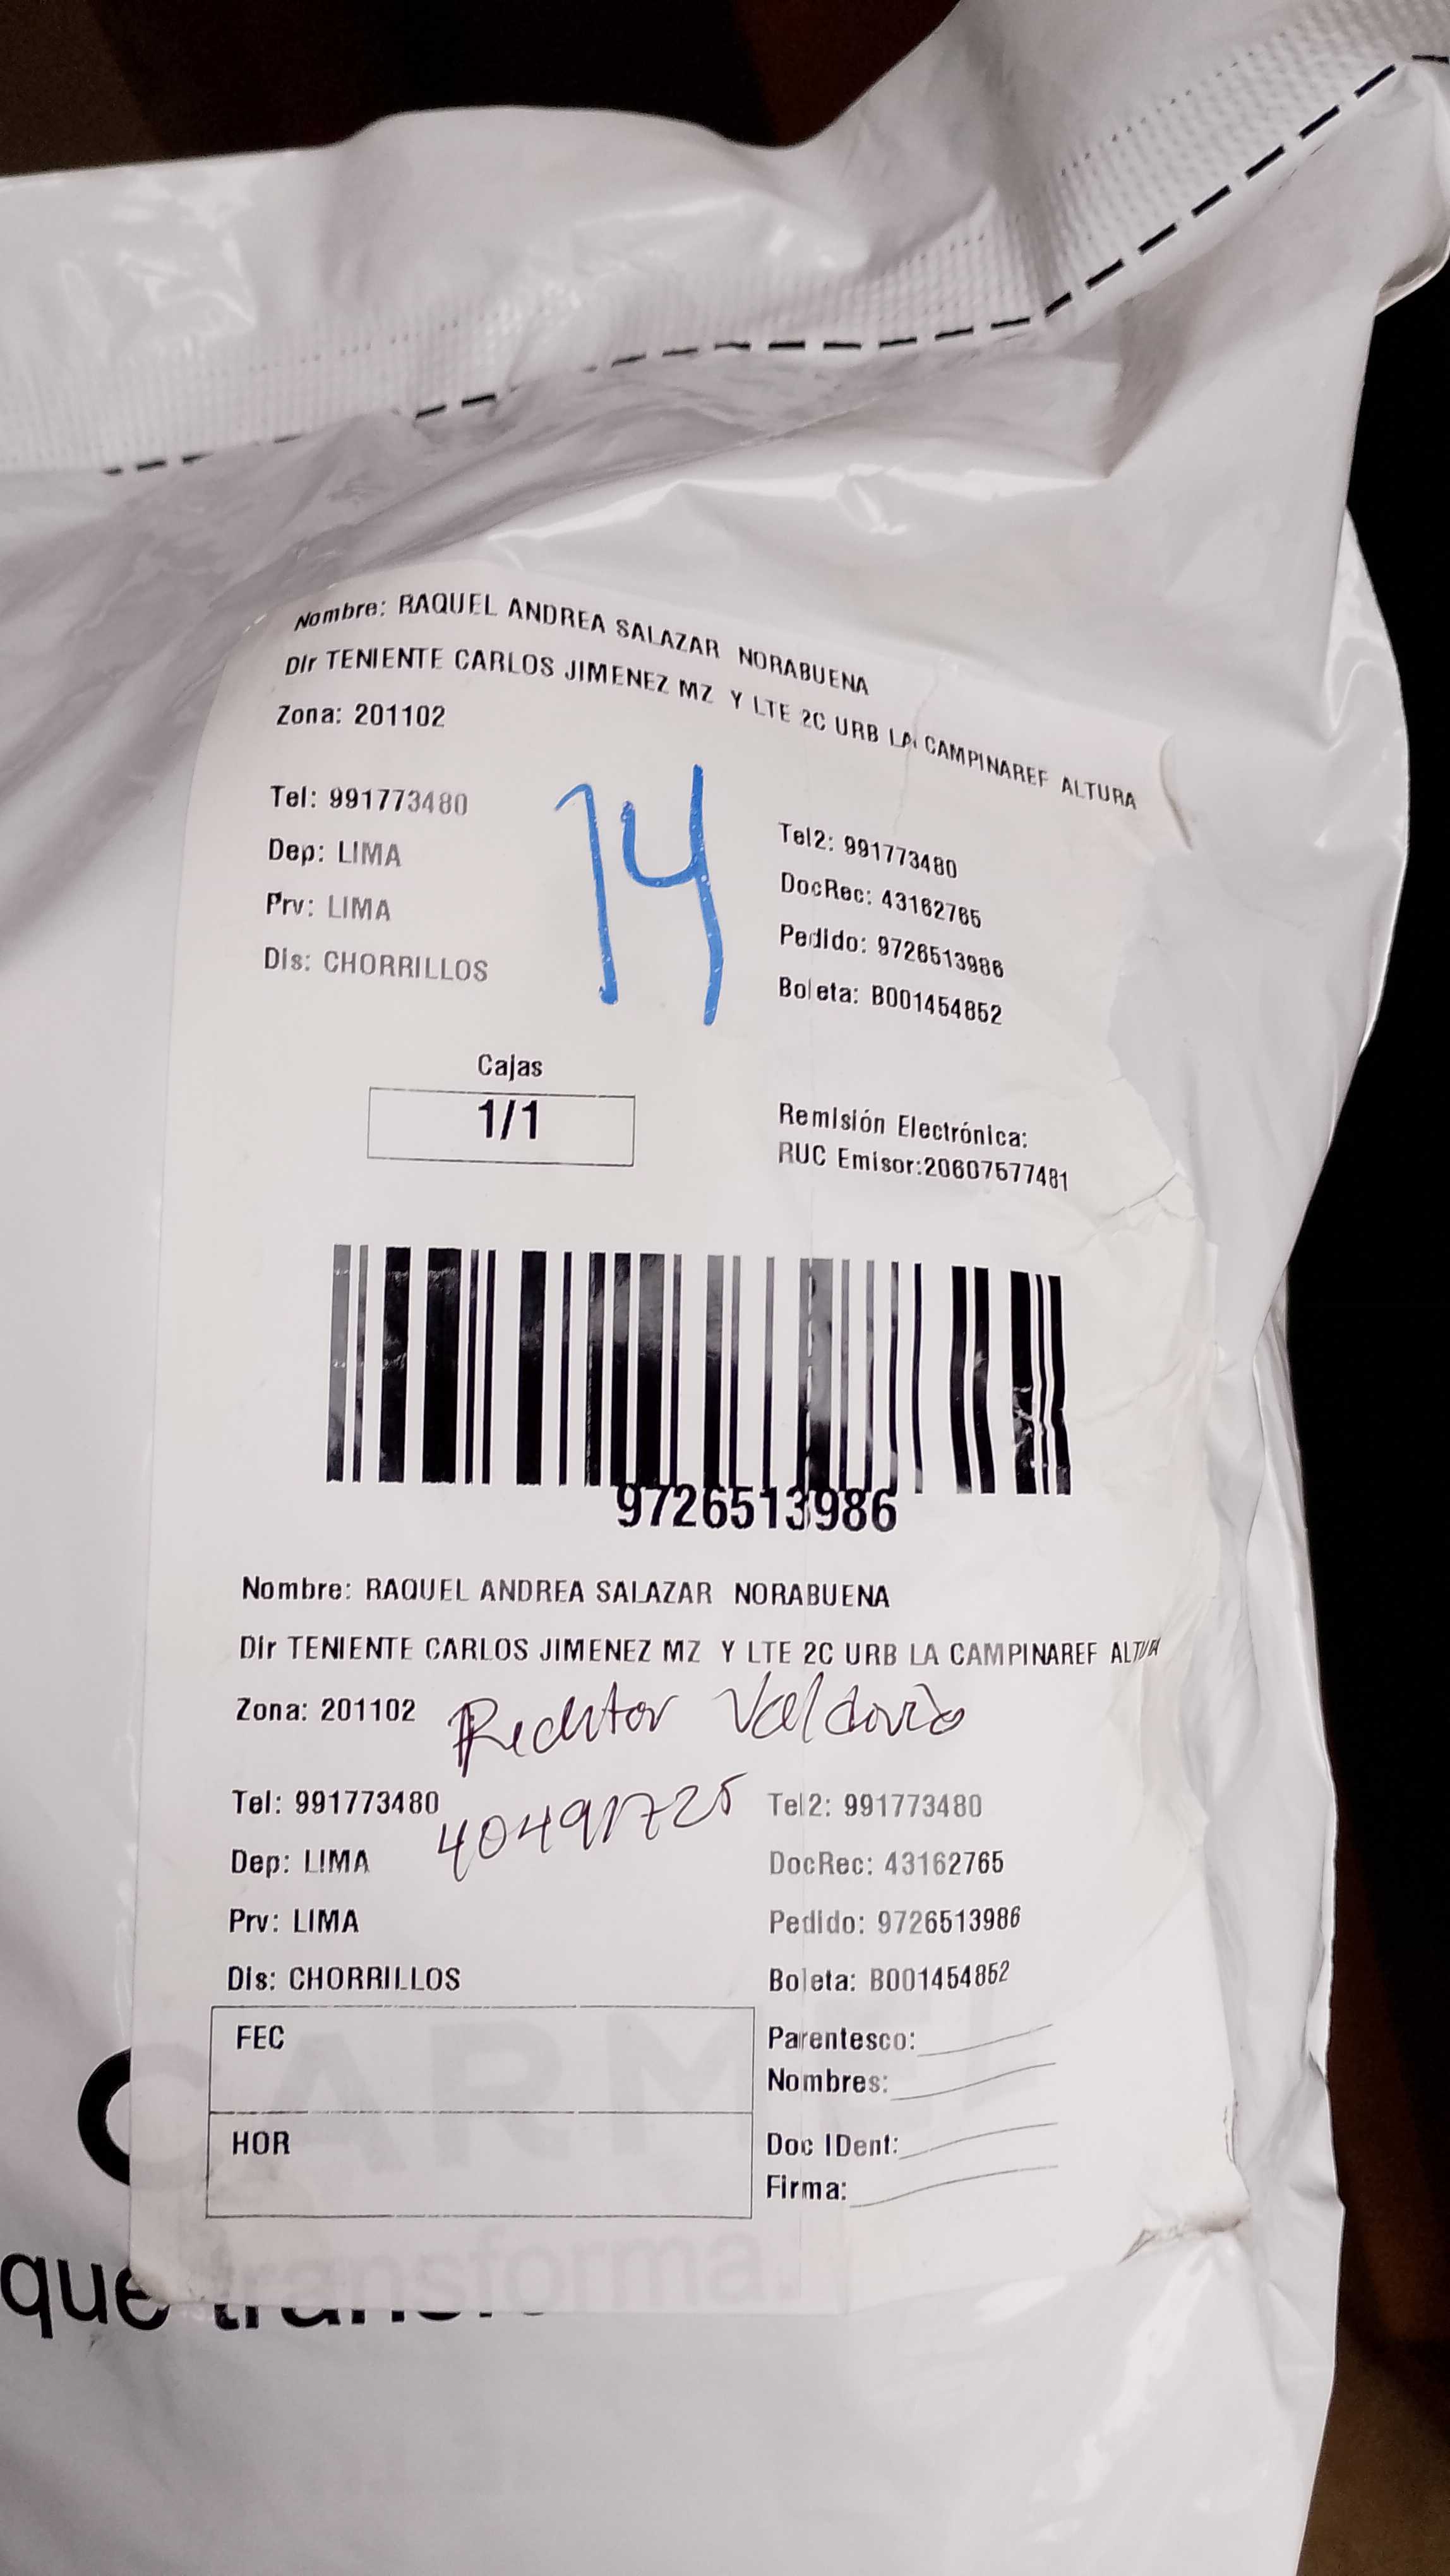 Nombre: RAQUEL ANDREA SALAZAR NORABUENA
Dir TENIENTE CARLOS JIMENEZ MZ Y LTE 2C URB LA CAMPINAREF ALTURA
Zona: 201102
14
Tel: 991773480
Tel2: 991773480
Dep: LIMA
DocRec: 43162765
Prv: LIMA
Pedido: 9726513986
Dis: CHORRILLOS
Boleta: B001454852
Cajas
1/1
Remisión Electrónica:
RUC Emisor:20607577481
9726513986
Nombre: RAQUEL ANDREA SALAZAR NORABUENA
Dir TENIENTE CARLOS JIMENEZ MZ Y LTE 2C URB LA CAMPINAREF ALTURA
Zona: 201102
Tel: 991773480
40491725
Tel2: 991773480
Dep: LIMA
DocRec: 43162765
Prv: LIMA
Pedido: 9726513986
Dis: CHORRILLOS
Boleta: B001454852
FEC
Parentesco:
Nombres:
HOR
Doc IDent:
Firma:
CARMEL
que transforma.